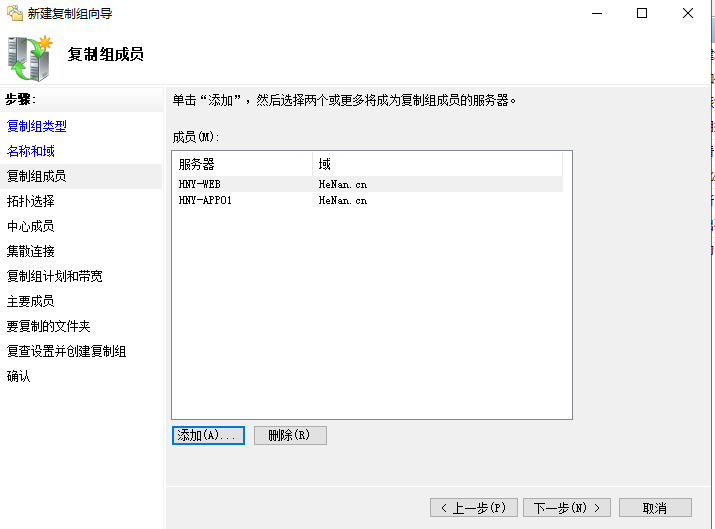 新建复制组向导
复制组成员
步骤:
复制组类型
名称和域
复制组成员
拓扑选择
中心成员
集散连接
复制组计划和带宽
主要成员
要复制的文件夹
复查设置并创建复制组
确认
单击“添加”，然后选择两个或更多将成为复制组成员的服务器。
成员(M):
服务器 域
HNY-WEB HeNan.cn
HNY-APP01 HeNan.cn
添加(A)... 删除(R)
< 上一步(P) 下一步(N) > 取消